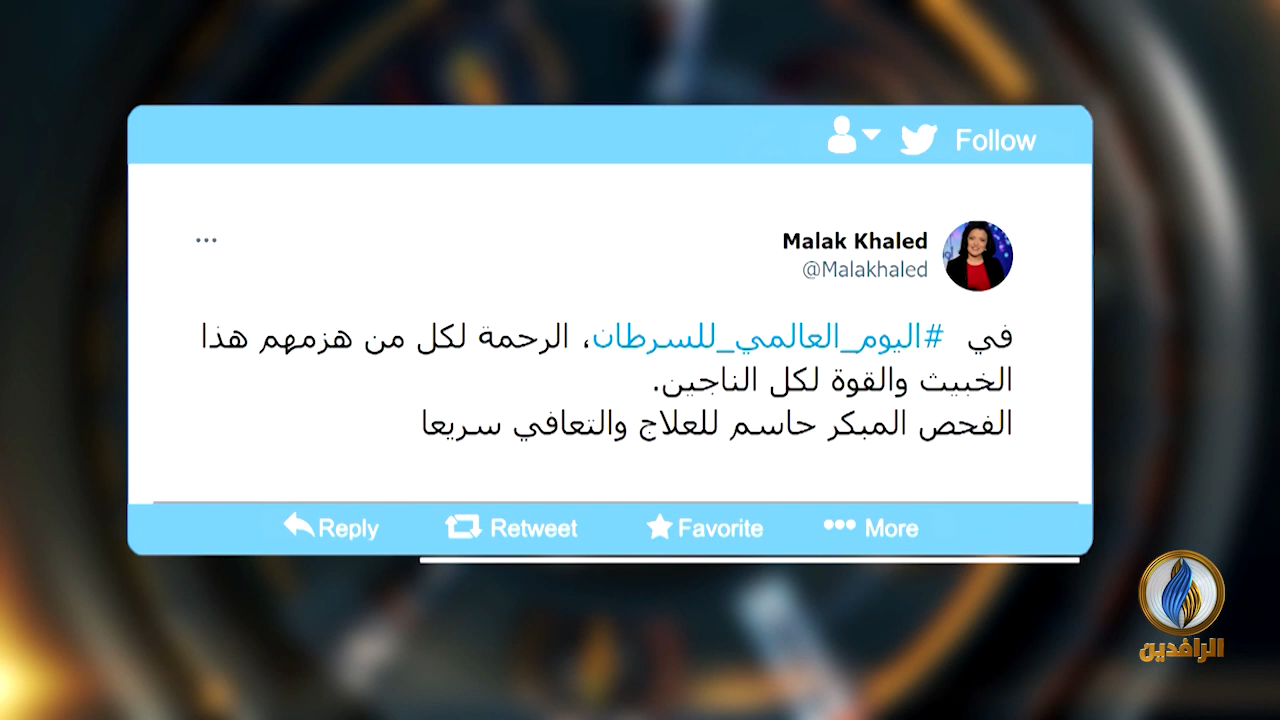 Follow
Malak Khaled
@Malakhaled
...
في #اليوم_العالمي_للسرطان، الرحمة لكل من هزمهم هذا
الخبيث والقوة لكل الناجين.
الفحص المبكر حاسم للعلاج والتعافي سريعا
Reply Retweet Favorite More
الرافدين